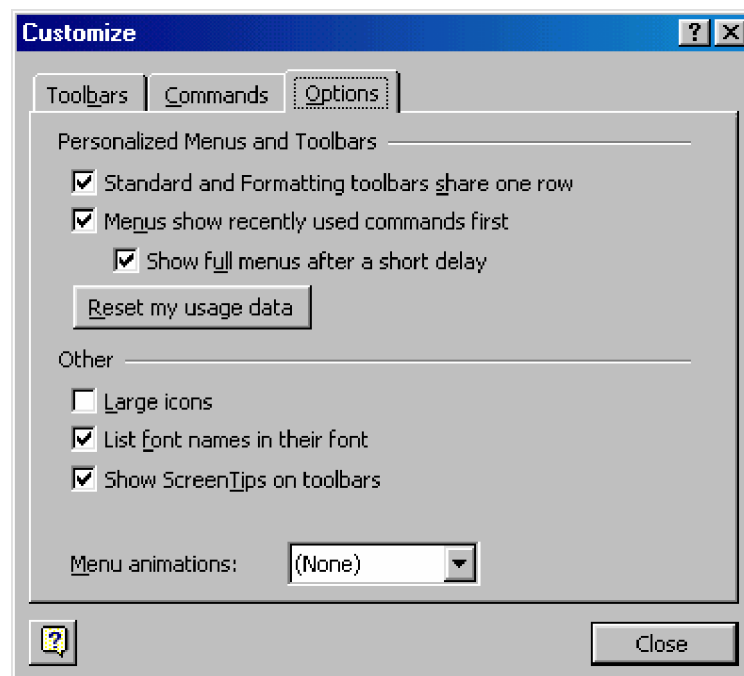 Customize
Toolbars Commands Options
Personalized Menus and Toolbars
Standard and Formatting toolbars share one row
Menus show recently used commands first
Show full menus after a short delay
Reset my usage data
Other
Large icons
List font names in their font
Show ScreenTips on toolbars
Menu animations: (None)
Close